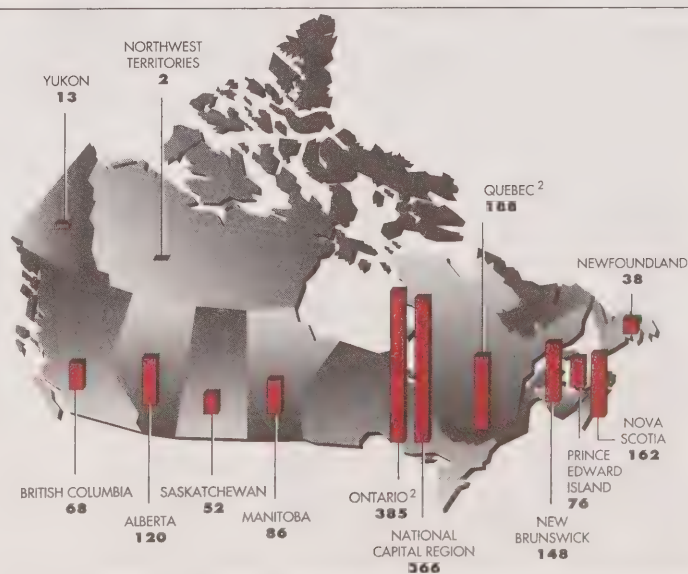 NORTHWEST
TERRITORIES
2
YUKON
13
QUEBEC 2
188
NEWFOUNDLAND
38
NOVA
SCOTIA
162
PRINCE
EDWARD
ISLAND
76
NEW
BRUNSWICK
148
BRITISH COLUMBIA
68
ALBERTA
120
SASKATCHEWAN
52
MANITOBA
86
ONTARIO 2
385
NATIONAL
CAPITAL REGION
366